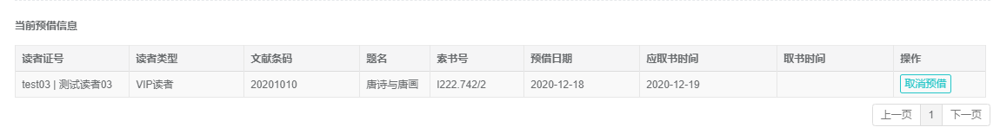 当前预借信息
读者证号 读者类型 文献条码 题名 索书号 预借日期 应取书时间 取书时间 操作
test03 | 测试读者03 VIP读者 20201010 唐诗与唐画 I222.742/2 2020-12-18 2020-12-19 取消预借
上一页 1 下一页